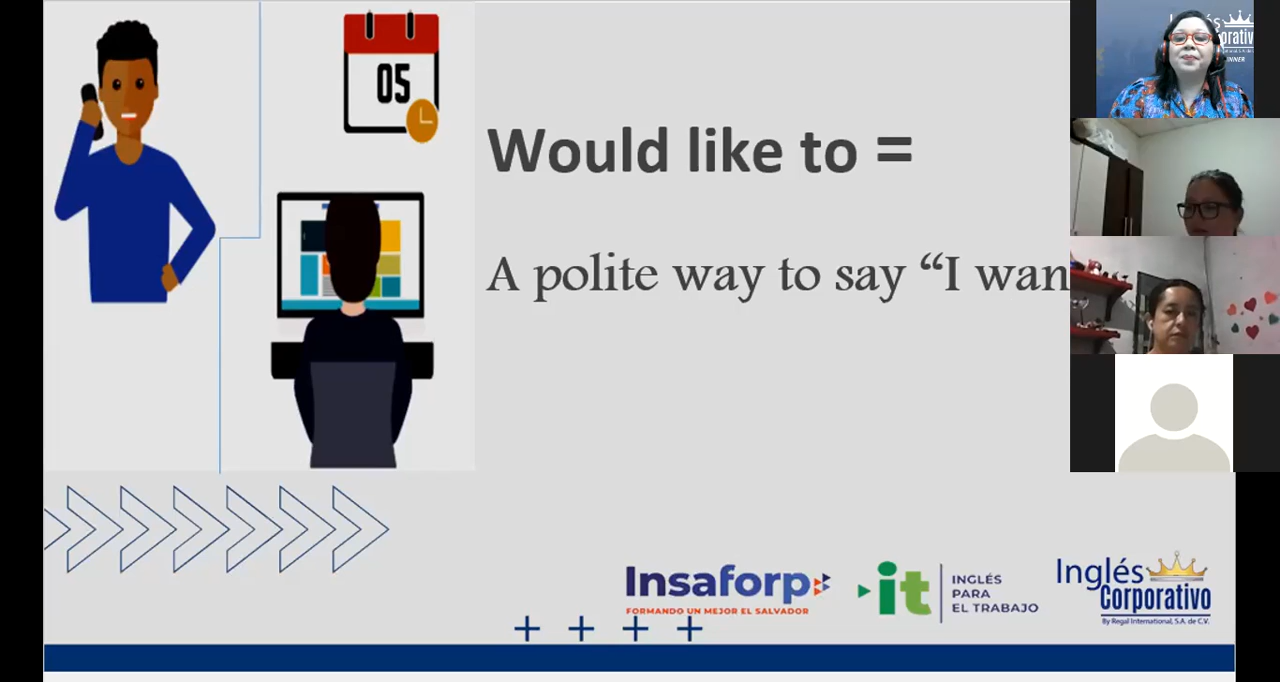 05
Would like to =
A polite way to say “I wan
Insaforp
FORMANDO UN MEJOR EL SALVADOR
it
INGLÉS
PARA
EL TRABAJO
Inglés
Corporativo
By Regal International, S.A. de C.V.